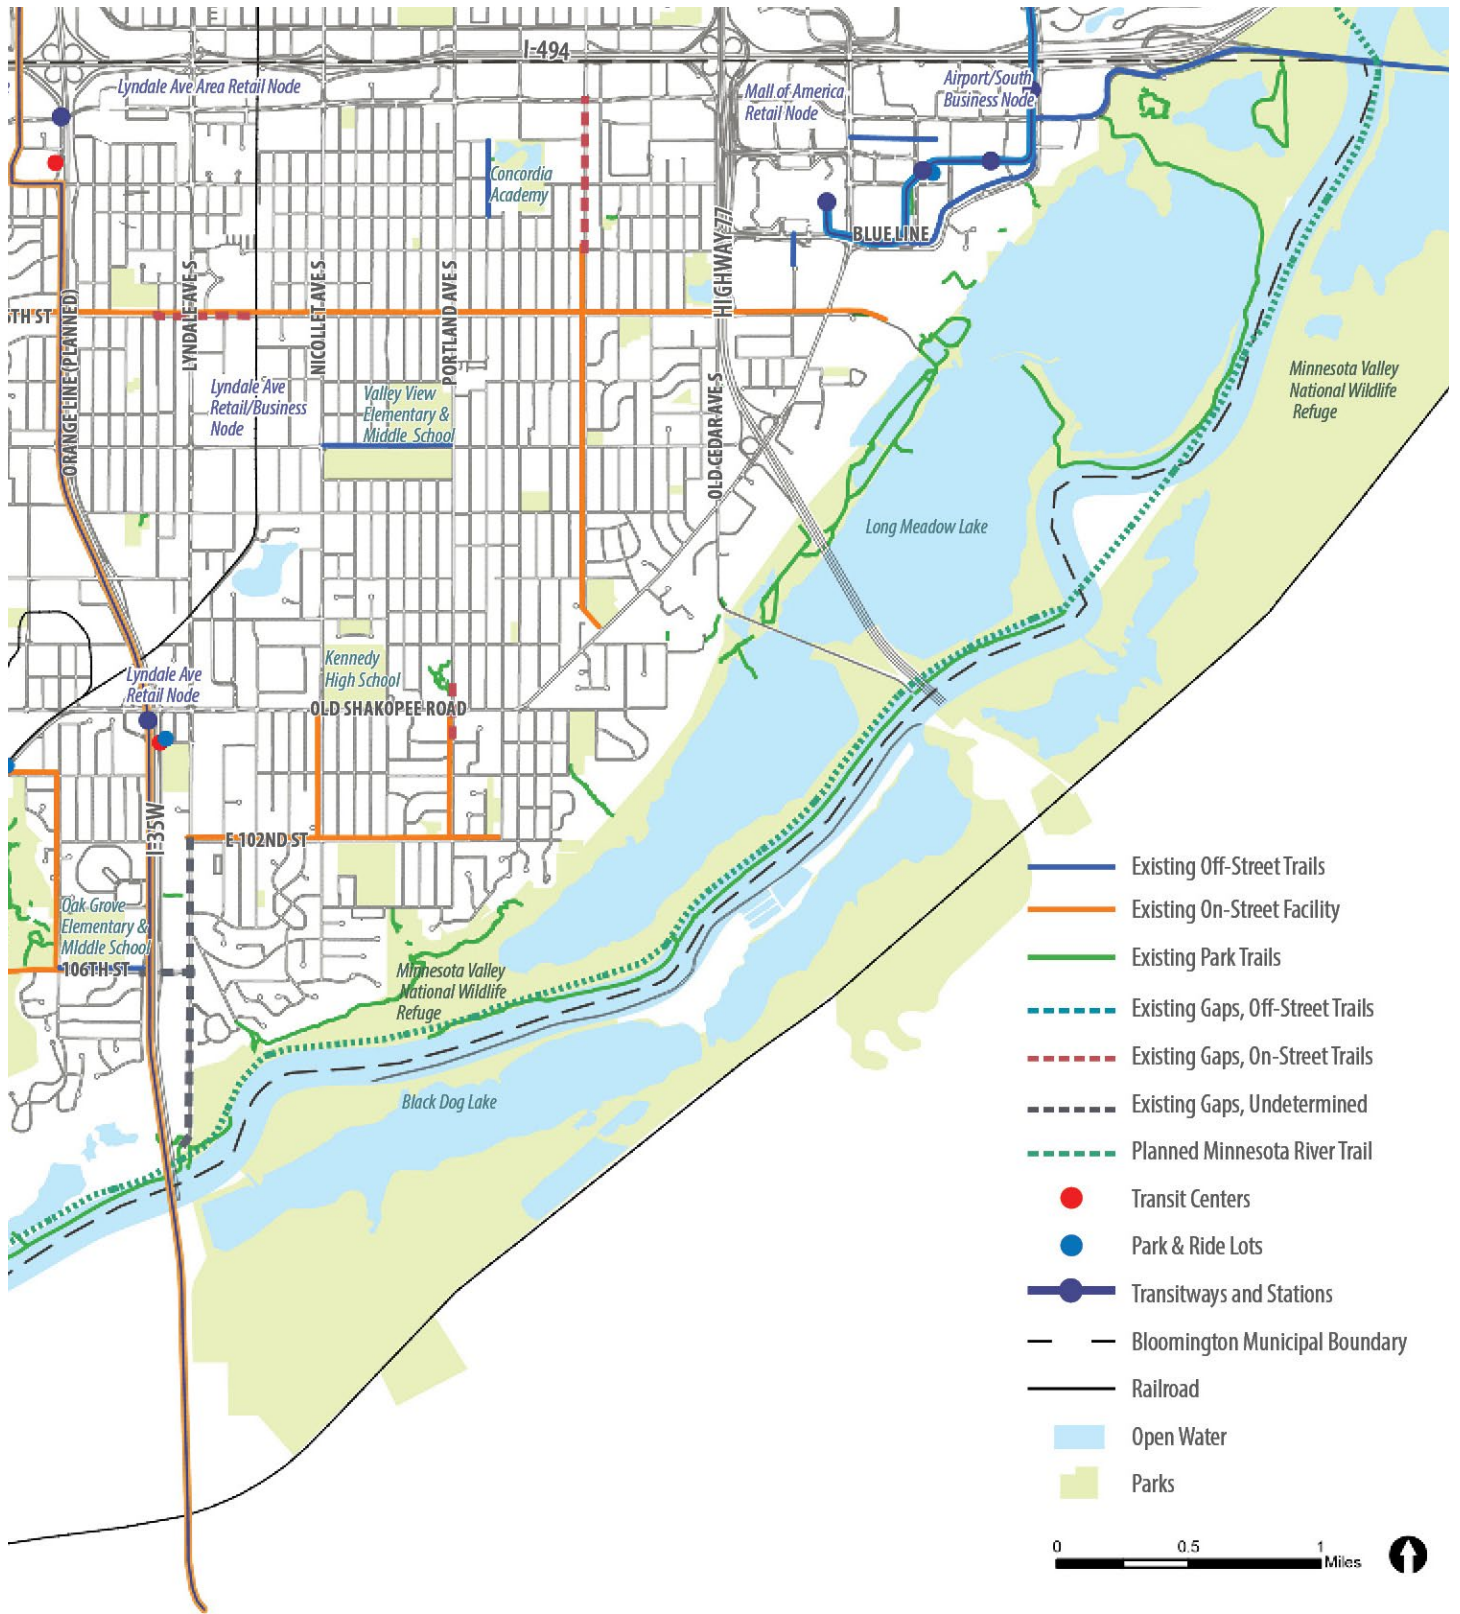 I-494
Lyndale Ave Area Retail Node
Mall of America
Retail Node
Airport/South
Business Node
Concordia
Academy
HIGHWAY 77
BLUE LINE
5TH ST
ORANGE LINE (PLANNED)
LYNDALE AVE S
NICOLLET AVE S
PORTLAND AVE S
Lyndale Ave
Retail/Business
Node
Valley View
Elementary &
Middle School
OLD CEDAR AVE S
Minnesota Valley
National Wildlife
Refuge
Long Meadow Lake
Lyndale Ave
Retail Node
Kennedy
High School
OLD SHAKOPEE ROAD
I-35W
E 102ND ST
Oak Grove
Elementary &
Middle School
106TH ST
Minnesota Valley
National Wildlife
Refuge
Black Dog Lake
Existing Off-Street Trails
Existing On-Street Facility
Existing Park Trails
Existing Gaps, Off-Street Trails
Existing Gaps, On-Street Trails
Existing Gaps, Undetermined
Planned Minnesota River Trail
Transit Centers
Park & Ride Lots
Transitways and Stations
Bloomington Municipal Boundary
Railroad
Open Water
Parks
0 0.5 1
Miles